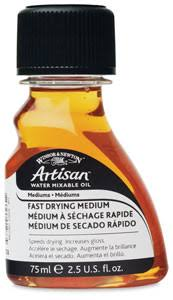 WINSOR & NEWTON
Artisan
WATER MIXABLE OIL
Mediums • Médiums
FAST DRYING MEDIUM
MÉDIUM À SÉCHAGE RAPIDE
MEDIUM DE SECADO RÁPIDO
Speeds drying. Increases gloss.
Accélère le séchage. Augmente la brillance
Acelera el secado. Aumenta el brillo.
75ml ℮ 2.5 U.S. fl.oz.